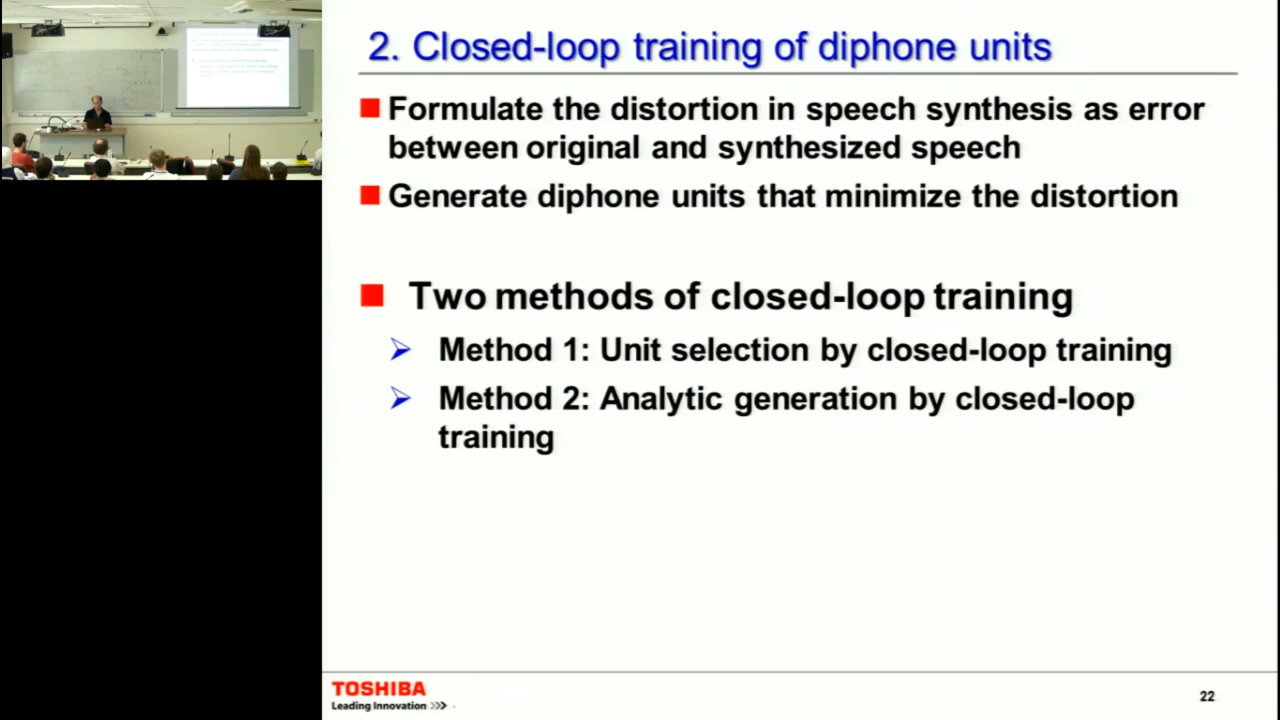 2. Closed-loop training of diphone units
Formulate the distortion in speech synthesis as error
between original and synthesized speech
Generate diphone units that minimize the distortion
Two methods of closed-loop training
Method 1: Unit selection by closed-loop training
Method 2: Analytic generation by closed-loop
training
TOSHIBA
Leading Innovation >>>
22